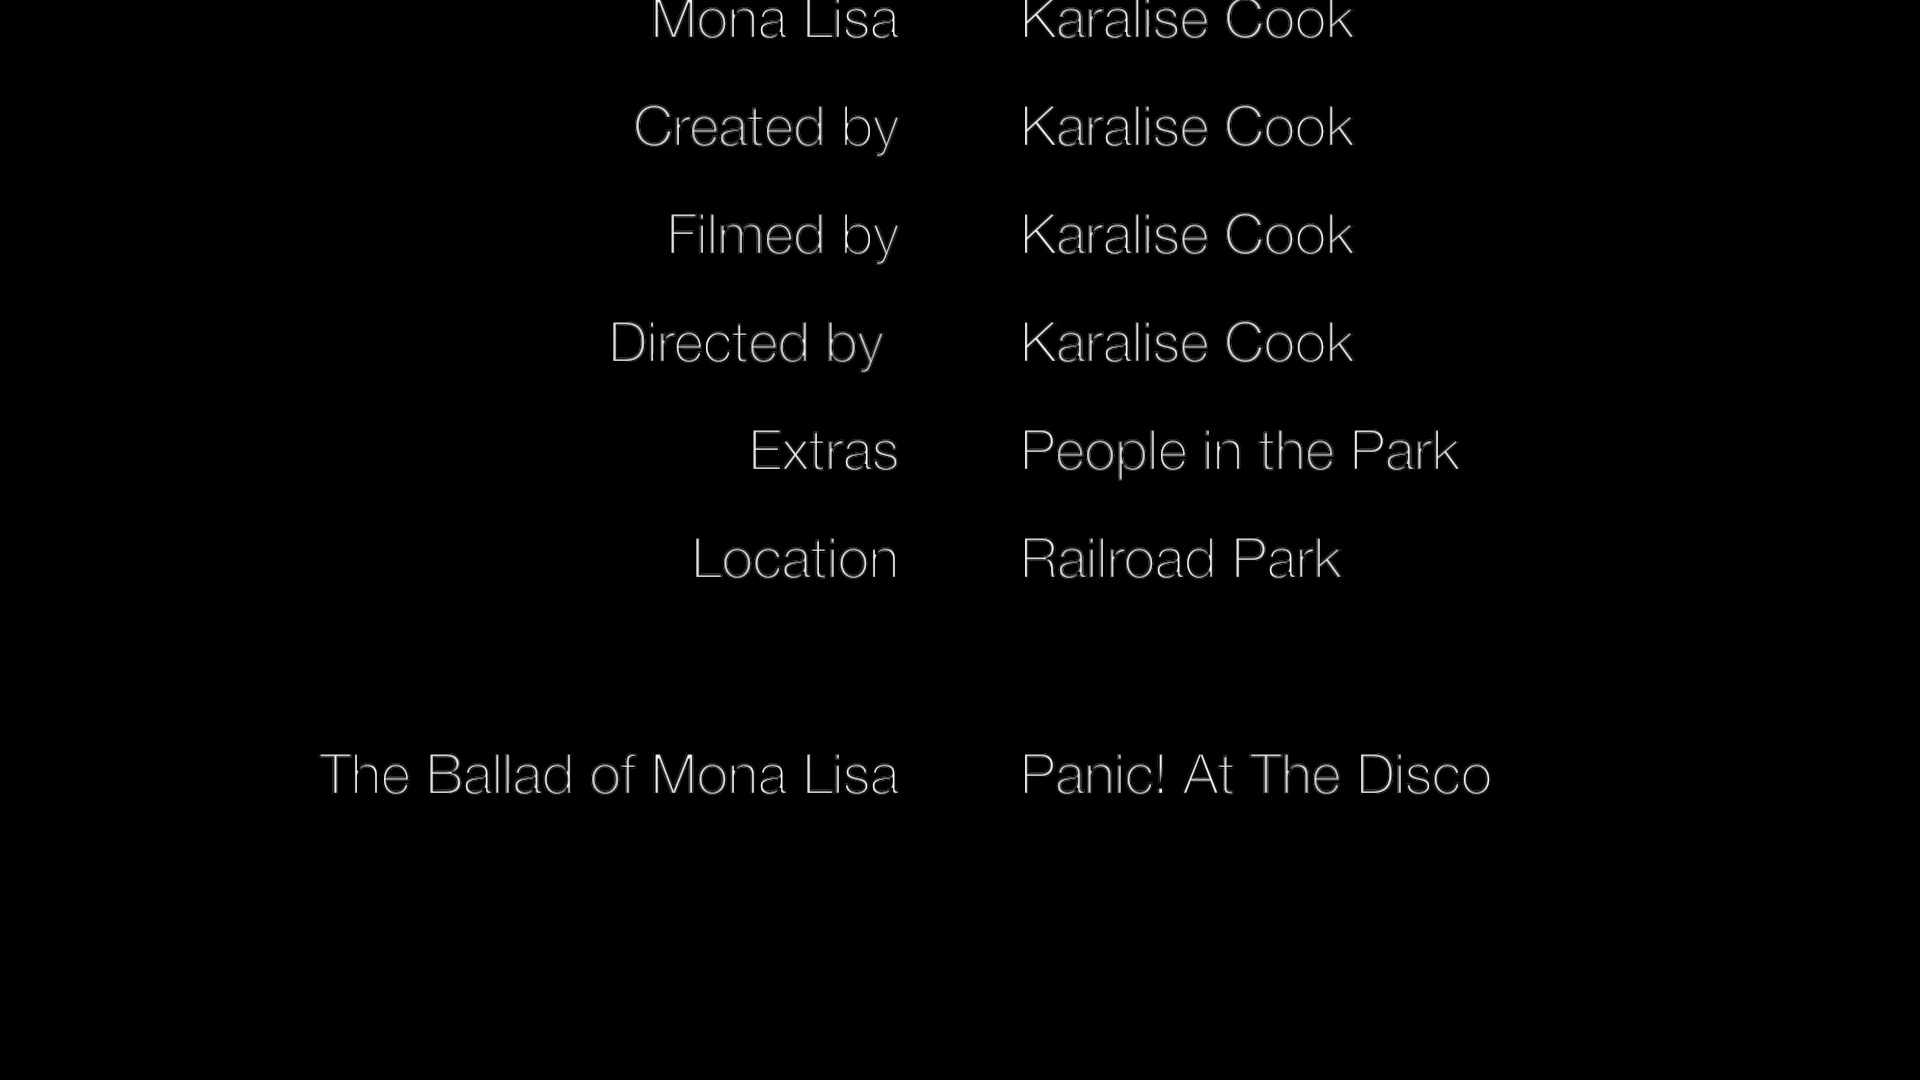 Mona Lisa Karalise Cook
Created by Karalise Cook
Filmed by Karalise Cook
Directed by Karalise Cook
Extras People in the Park
Location Railroad Park
The Ballad of Mona Lisa Panic! At The Disco